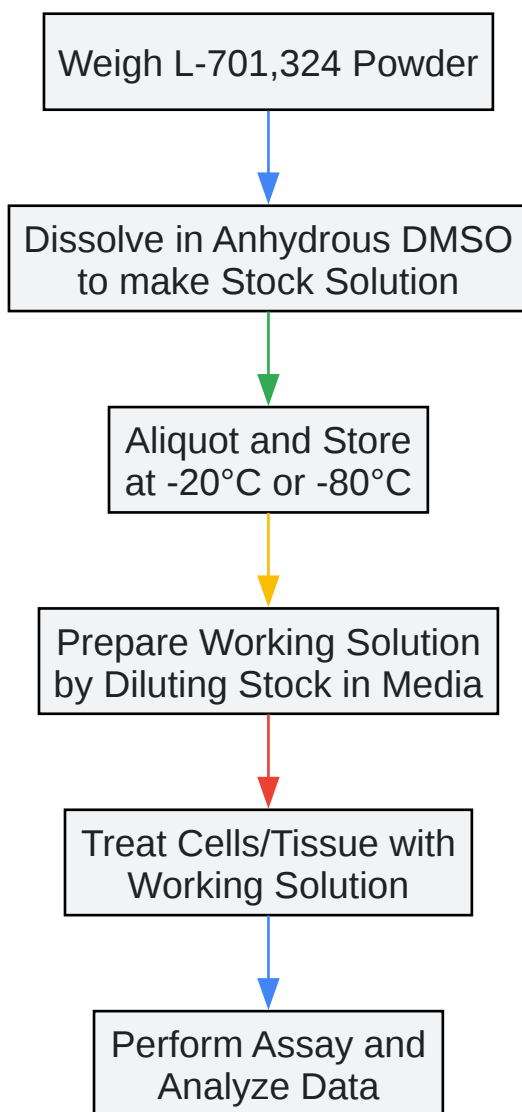 Weigh L-701,324 Powder
Dissolve in Anhydrous DMSO
to make Stock Solution
Aliquot and Store
at -20°C or -80°C
Prepare Working Solution
by Diluting Stock in Media
Treat Cells/Tissue with
Working Solution
Perform Assay and
Analyze Data